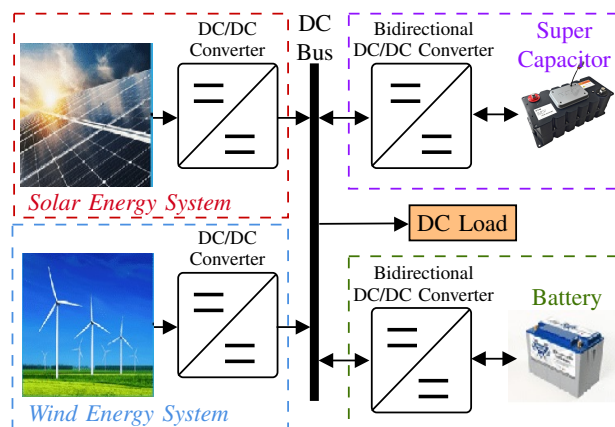 DC/DC
Converter
Solar Energy System
DC
Bus
Bidirectional
DC/DC Converter
Super
Capacitor
DC Load
DC/DC
Converter
Wind Energy System
Bidirectional
DC/DC Converter
Battery